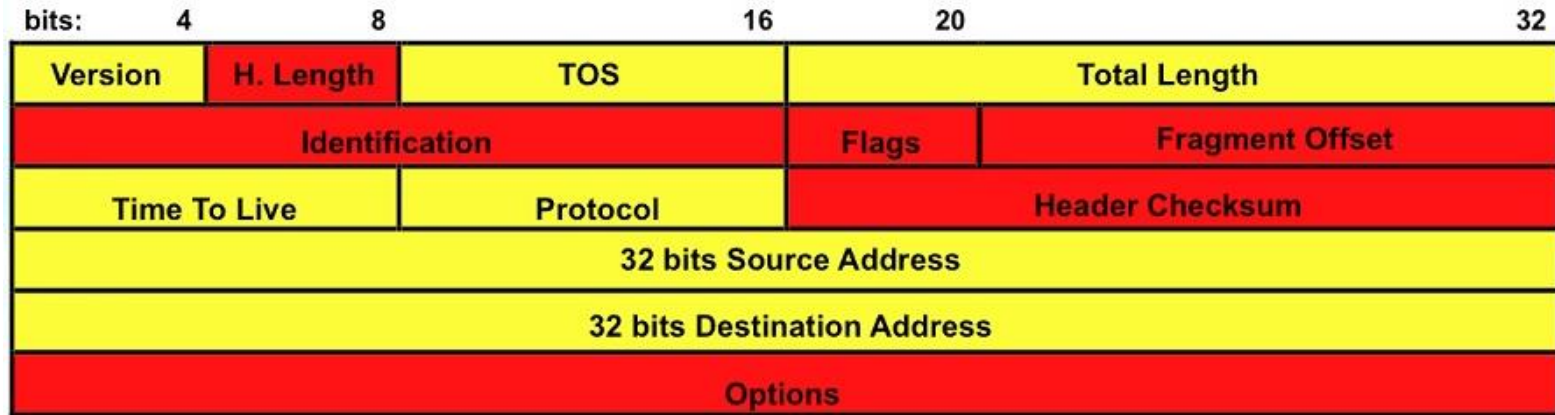 bits: 4 8 16 20 32
Version H. Length TOS Total Length
Identification Flags Fragment Offset
Time To Live Protocol Header Checksum
32 bits Source Address
32 bits Destination Address
Options